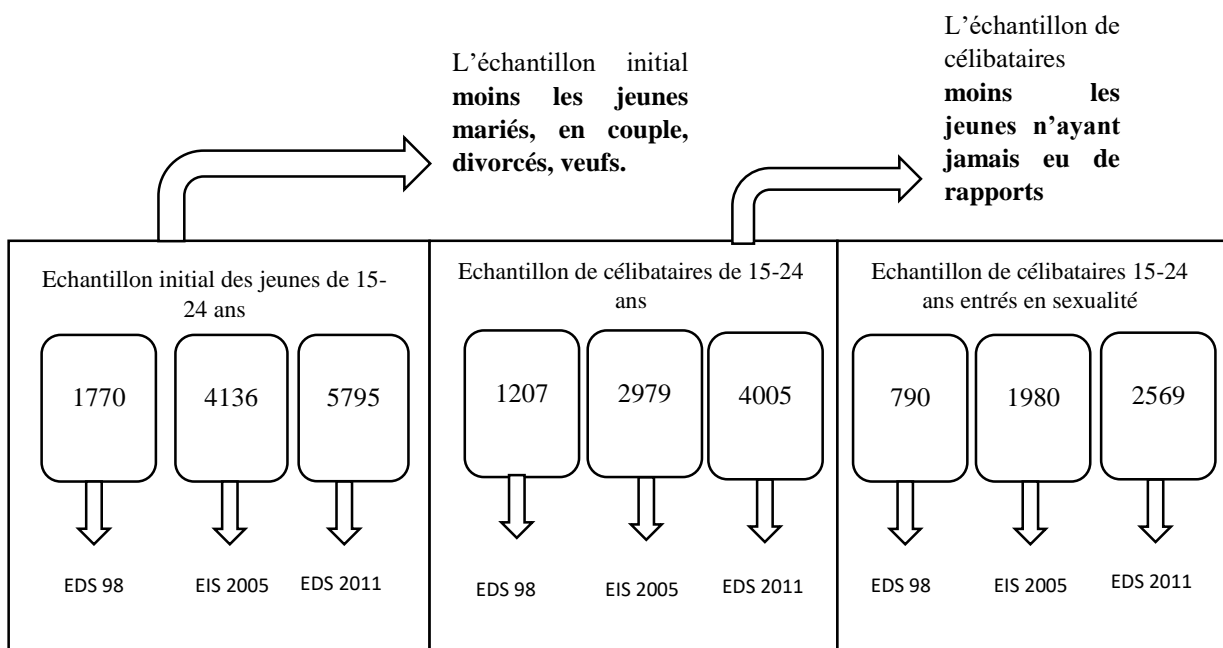 L’échantillon initial
moins les jeunes
mariés, en couple,
divorcés, veufs.
L’échantillon de
célibataires
moins les
jeunes n’ayant
jamais eu de
rapports
Echantillon initial des jeunes de 15-
24 ans
1770
4136
5795
EDS 98
EIS 2005
EDS 2011
Echantillon de célibataires de 15-24
ans
1207
2979
4005
EDS 98
EIS 2005
EDS 2011
Echantillon de célibataires 15-24
ans entrés en sexualité
790
1980
2569
EDS 98
EIS 2005
EDS 2011